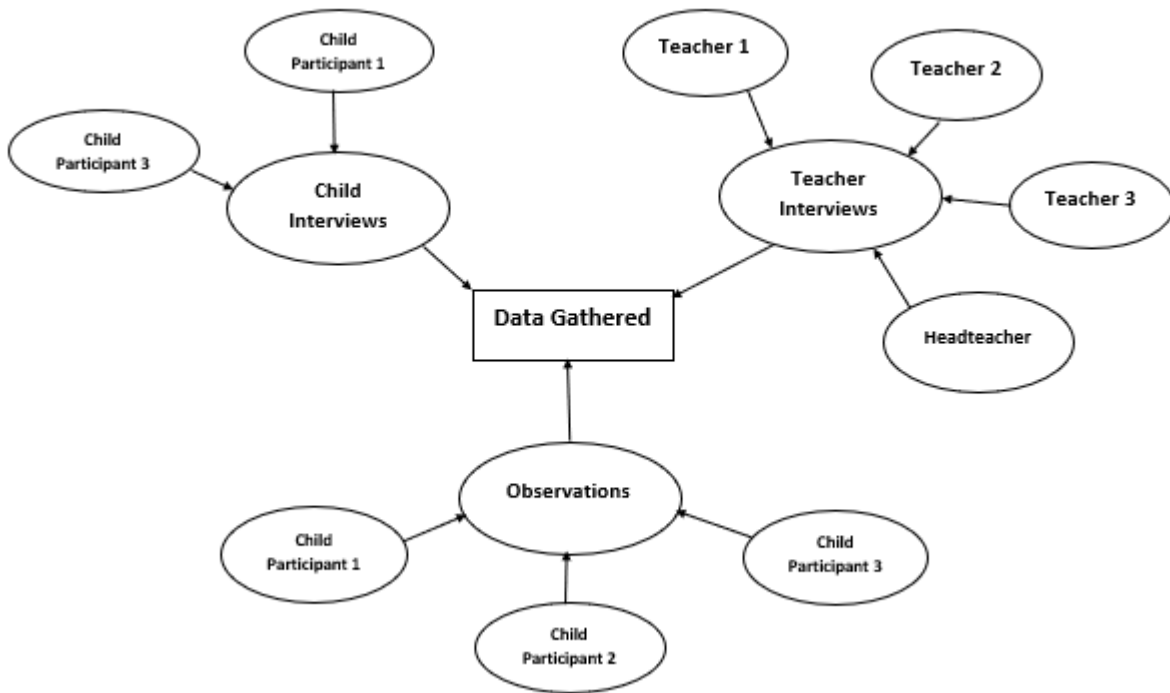 Child
Participant 1
Teacher 1
Teacher 2
Child
Participant 3
Child
Interviews
Teacher
Interviews
Teacher 3
Data Gathered
Headteacher
Observations
Child
Participant 1
Child
Participant 3
Child
Participant 2